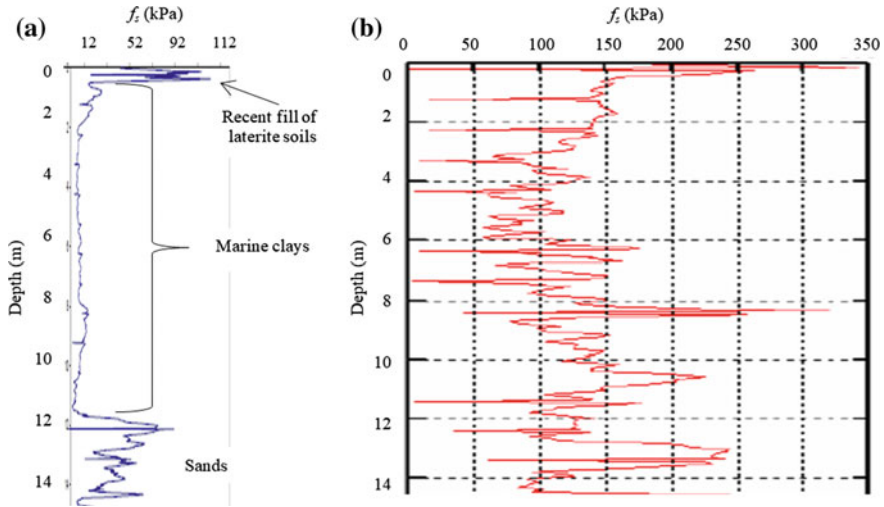 (a)
fs (kPa)
12 52 92 112
Depth (m)
0
2
4
6
8
10
12
14
Recent fill of
laterite soils
Marine clays
Sands
(b)
fs (kPa)
0 50 100 150 200 250 300 350
Depth (m)
0
2
4
6
8
10
12
14